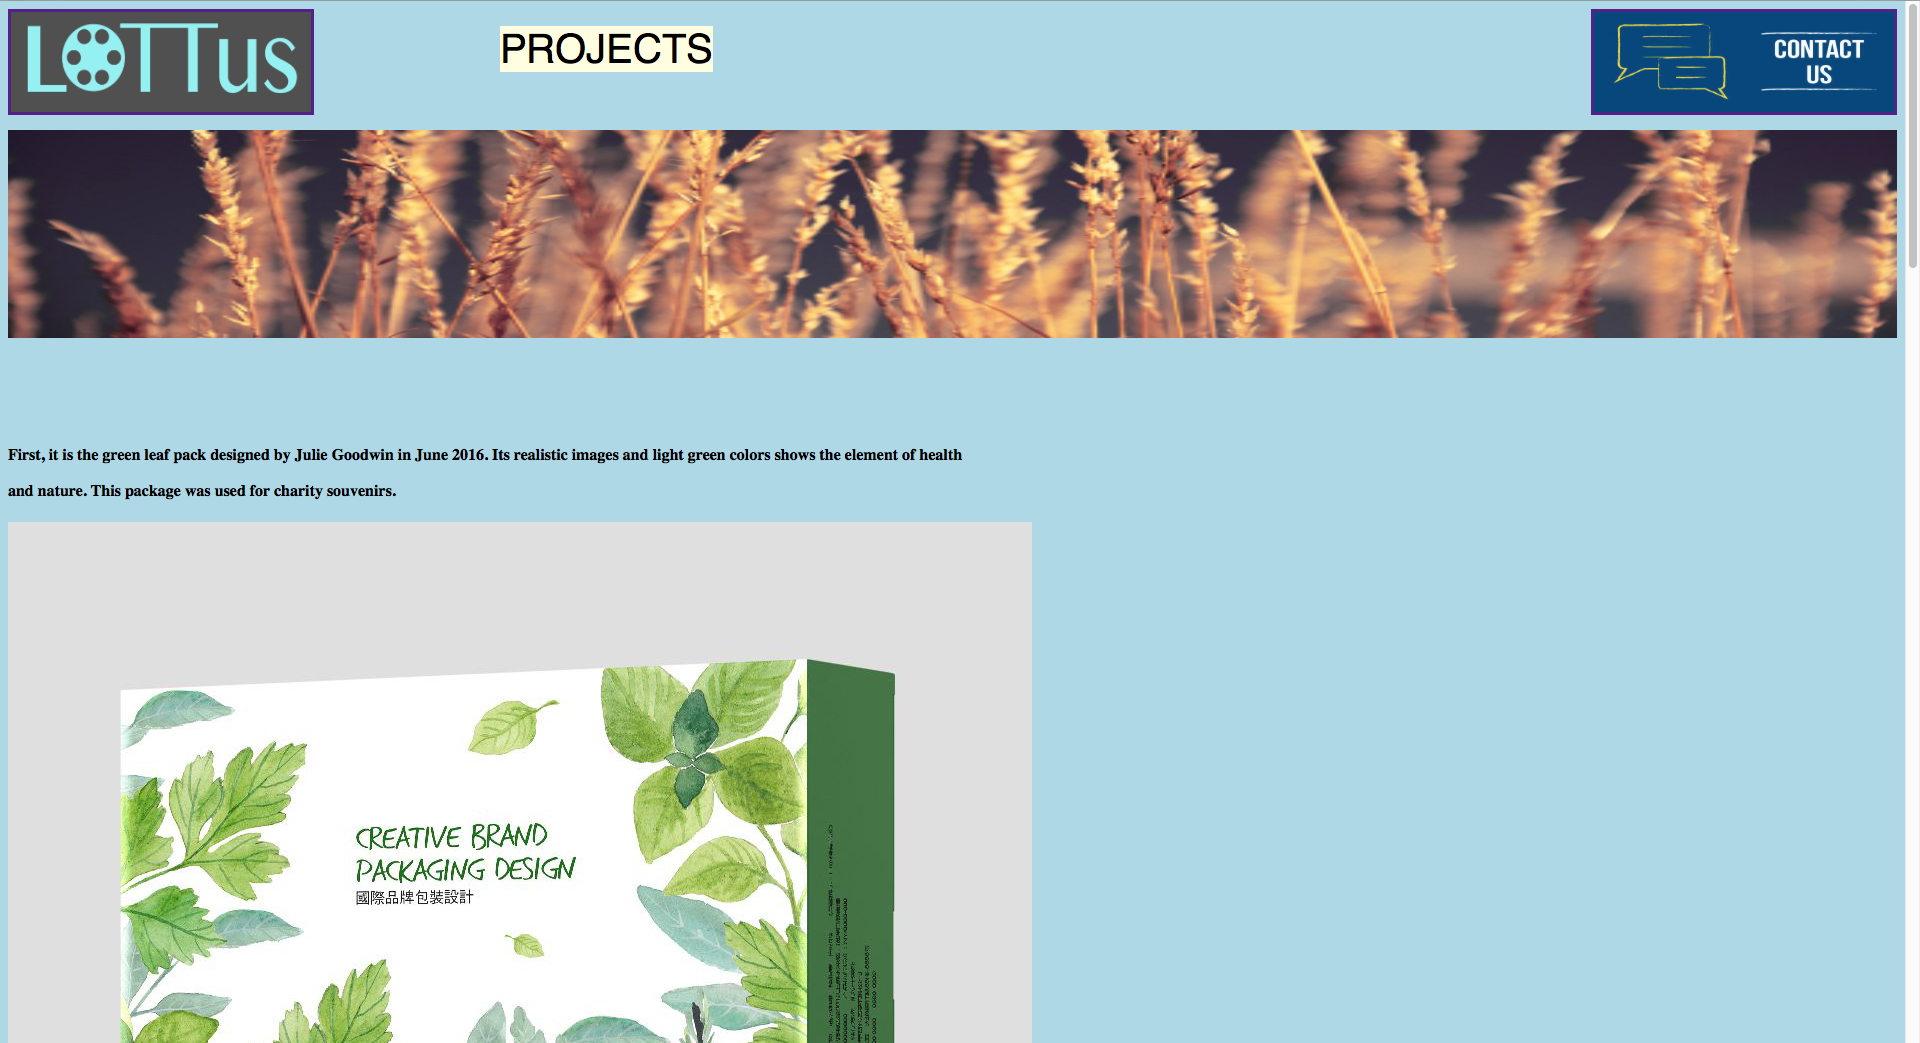 LOTTus
PROJECTS
CONTACT
US
First, it is the green leaf pack designed by Julie Goodwin in June 2016. Its realistic images and light green colors shows the element of health
and nature. This package was used for charity souvenirs.
CREATIVE BRAND
PACKAGING DESIGN
國際品牌包裝設計